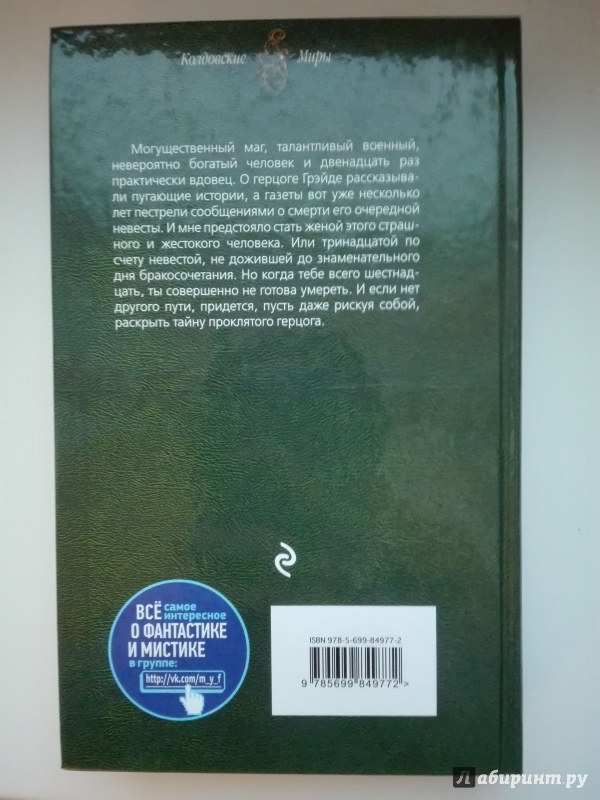 Колдовские Миры
Могущественный маг, талантливый военный,
невероятно богатый человек и двенадцать раз
практически вдовец. О герцоге Грэйде рассказыва-
ли пугающие истории, а газеты вот уже несколько
лет пестрели сообщениями о смерти его очередной
невесты. И мне предстояло стать женой этого страш-
ного и жестокого человека. Или тринадцатой по
счету невестой, не дожившей до знаменательного
дня бракосочетания. Но когда тебе всего шестнад-
цать, ты совершенно не готова умереть. И если нет
другого пути, придется, пусть даже рискуя собой,
раскрыть тайну проклятого герцога.
ВСЁ самое
интересное
О ФАНТАСТИКЕ
И МИСТИКЕ
в группе:
http://vk.com/m_y_f
ISBN 978-5-699-84977-2
9 785699 849772 >
Лабиринт.ру